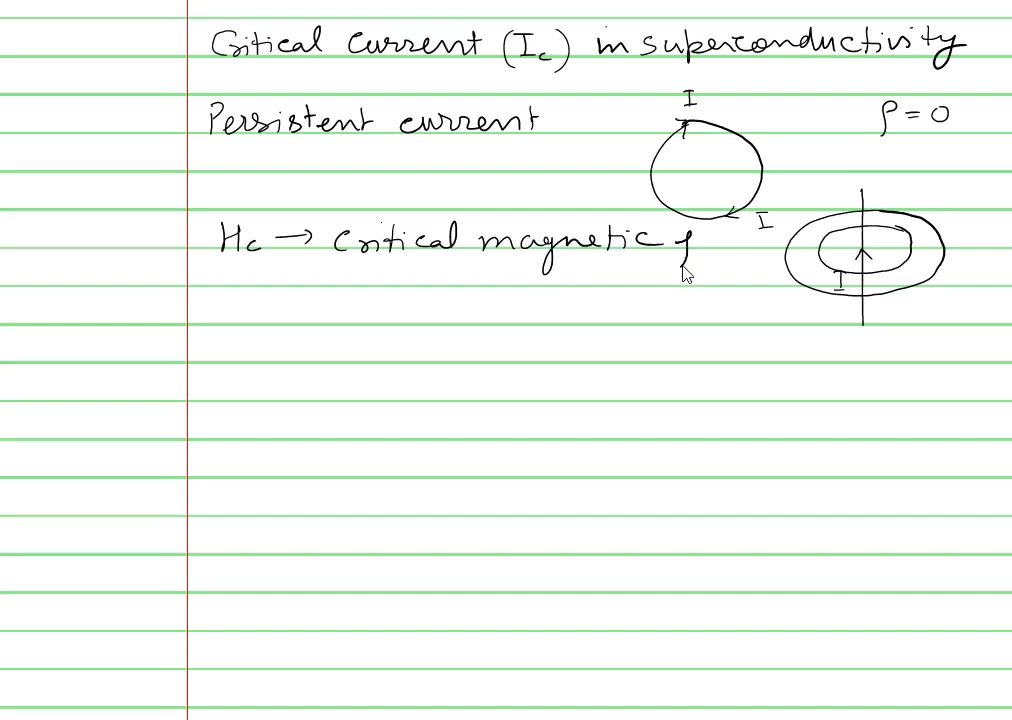 Critical current (Ic) in superconductivity
Persistent current
I
ρ = 0
I
Hc → Critical magnetic f
I